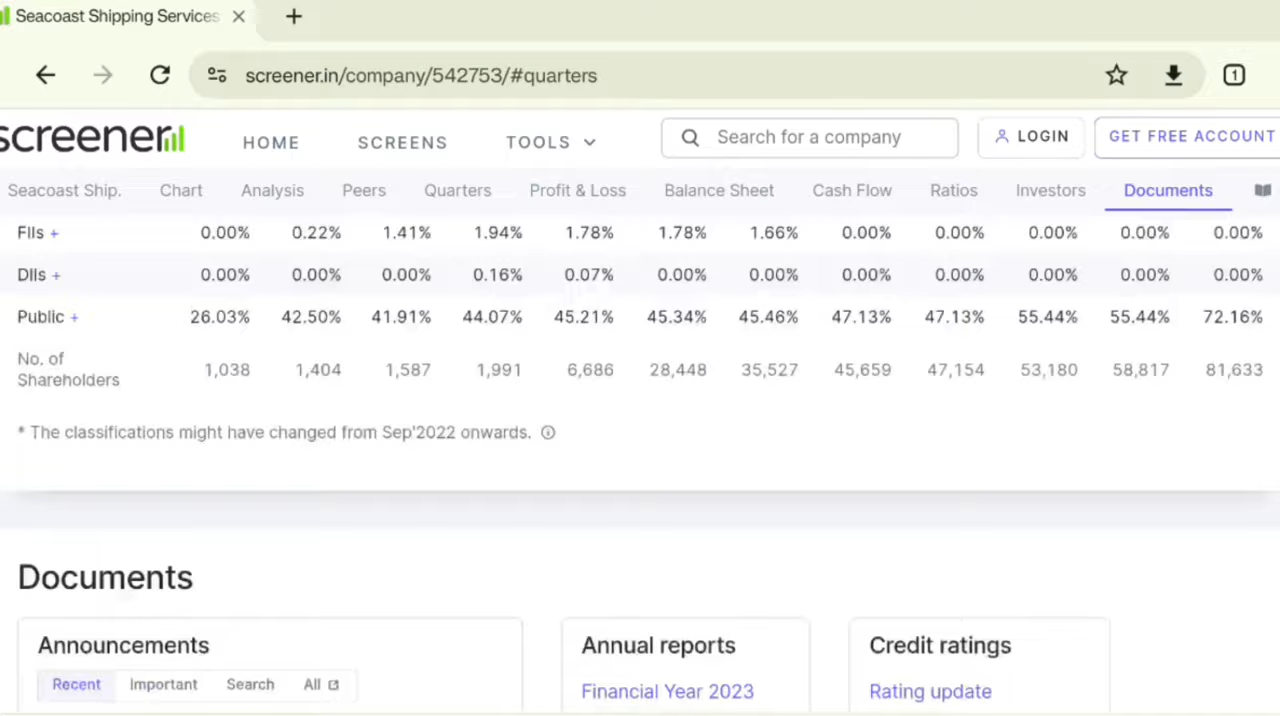 Seacoast Shipping Services
screener.in/company/542753/#quarters
1
screener
HOME SCREENS TOOLS
Search for a company
LOGIN
GET FREE ACCOUNT
Seacoast Ship. Chart Analysis Peers Quarters Profit & Loss Balance Sheet Cash Flow Ratios Investors Documents
FIIs + 0.00% 0.22% 1.41% 1.94% 1.78% 1.78% 1.66% 0.00% 0.00% 0.00% 0.00% 0.00%
DIIs + 0.00% 0.00% 0.00% 0.16% 0.07% 0.00% 0.00% 0.00% 0.00% 0.00% 0.00% 0.00%
Public + 26.03% 42.50% 41.91% 44.07% 45.21% 45.34% 45.46% 47.13% 47.13% 55.44% 55.44% 72.16%
No. of
Shareholders 1,038 1,404 1,587 1,991 6,686 28,448 35,527 45,659 47,154 53,180 58,817 81,633
* The classifications might have changed from Sep'2022 onwards.
Documents
Announcements
Recent Important Search All
Annual reports
Financial Year 2023
Credit ratings
Rating update